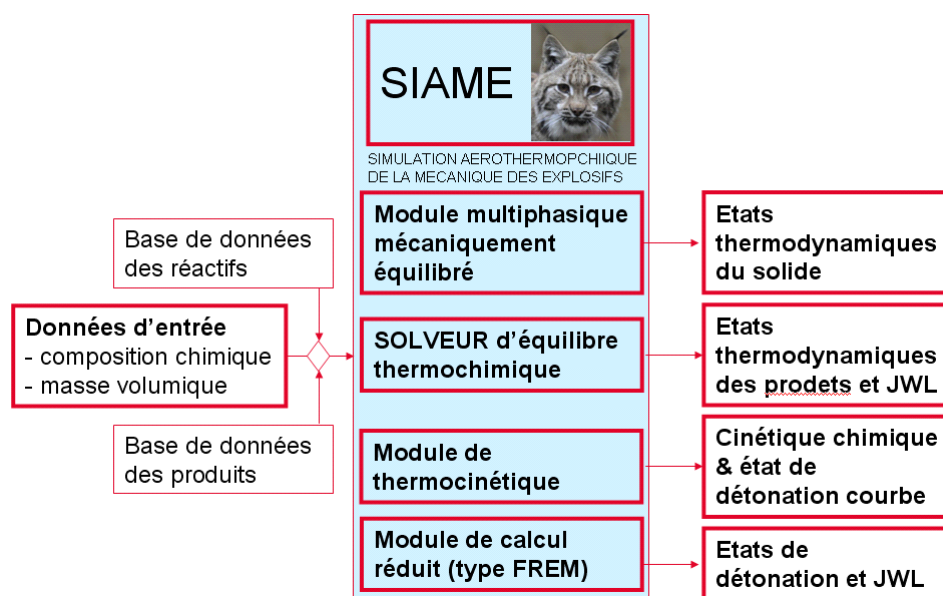 SIAME
SIMULATION AEROTHERMOPCHIIQUE
DE LA MECANIQUE DES EXPLOSIFS
Base de données
des réactifs
Données d'entrée
- composition chimique
- masse volumique
Base de données
des produits
Module multiphasique
mécaniquement
équilibré
SOLVEUR d'équilibre
thermochimique
Module de
thermocinétique
Module de calcul
réduit (type FREM)
Etats
thermodynamiques
du solide
Etats
thermodynamiques
des prodets et JWL
Cinétique chimique
& état de
détonation courbe
Etats de
détonation et JWL